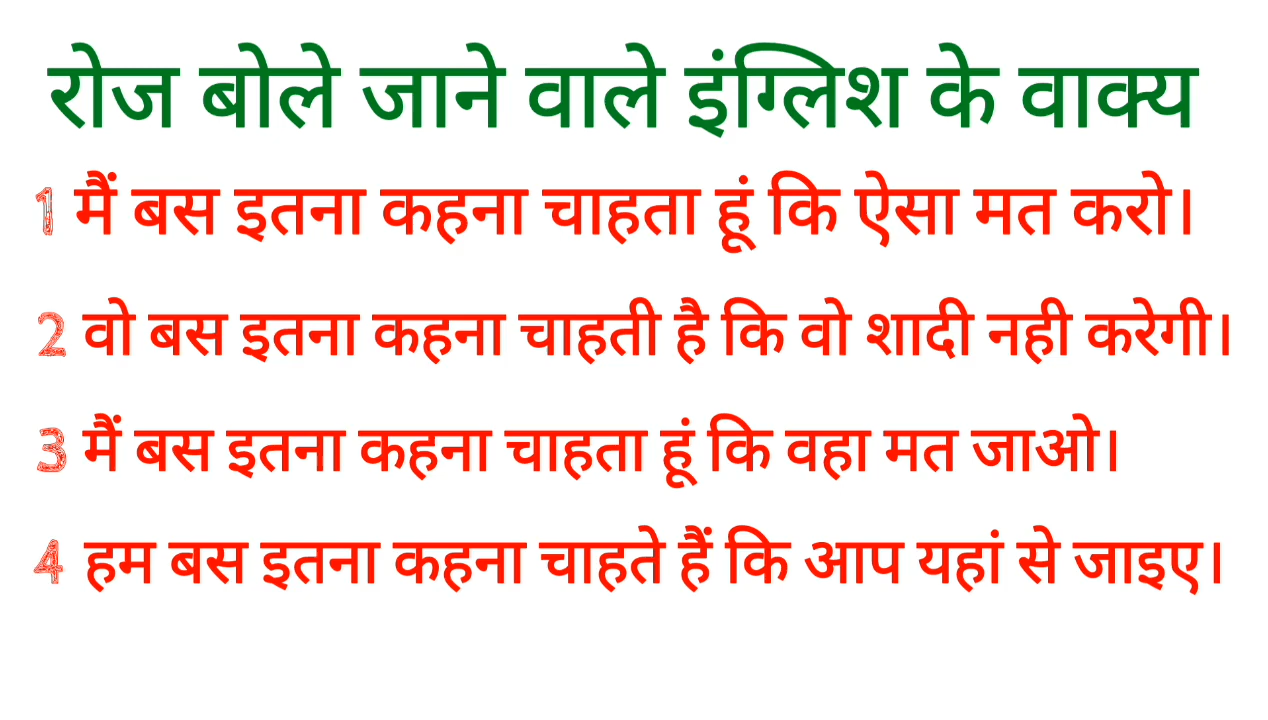 रोज बोले जाने वाले इंग्लिश के वाक्य
1 मैं बस इतना कहना चाहता हूं कि ऐसा मत करो।
2 वो बस इतना कहना चाहती है कि वो शादी नही करेगी।
3 मैं बस इतना कहना चाहता हूं कि वहा मत जाओ।
4 हम बस इतना कहना चाहते हैं कि आप यहां से जाइए।